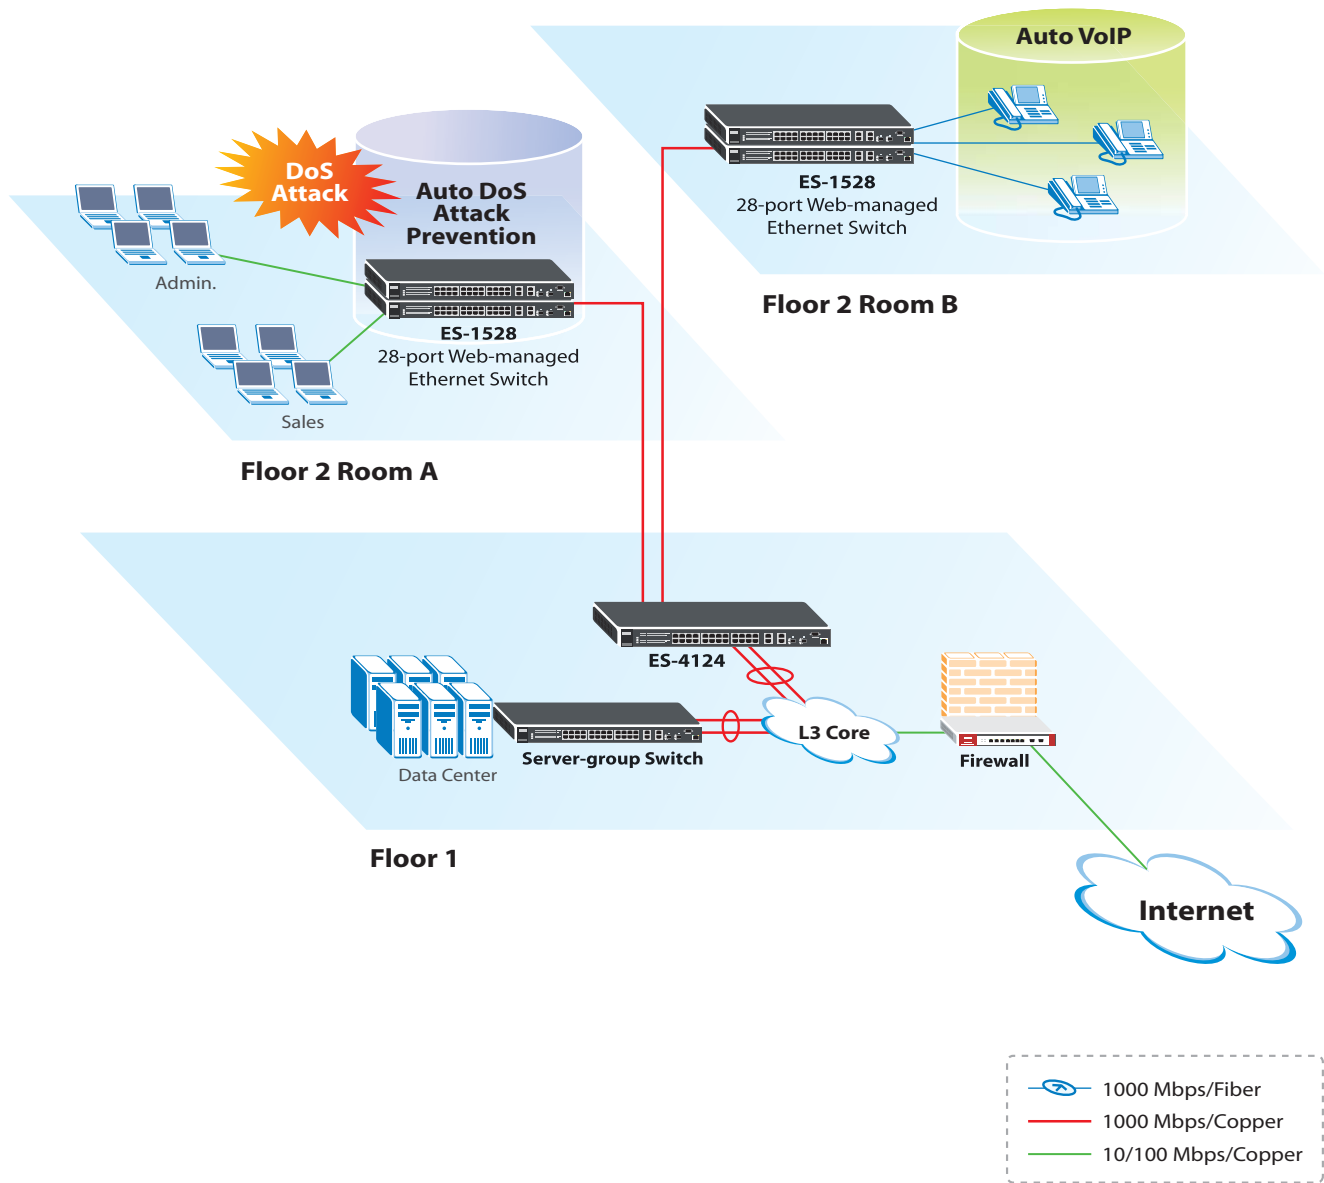 Auto VoIP
ES-1528
28-port Web-managed
Ethernet Switch
Floor 2 Room B
DoS
Attack
Auto DoS
Attack
Prevention
Admin.
ES-1528
28-port Web-managed
Ethernet Switch
Sales
Floor 2 Room A
ES-4124
L3 Core
Server-group Switch
Data Center
Firewall
Floor 1
Internet
1000 Mbps/Fiber
1000 Mbps/Copper
10/100 Mbps/Copper